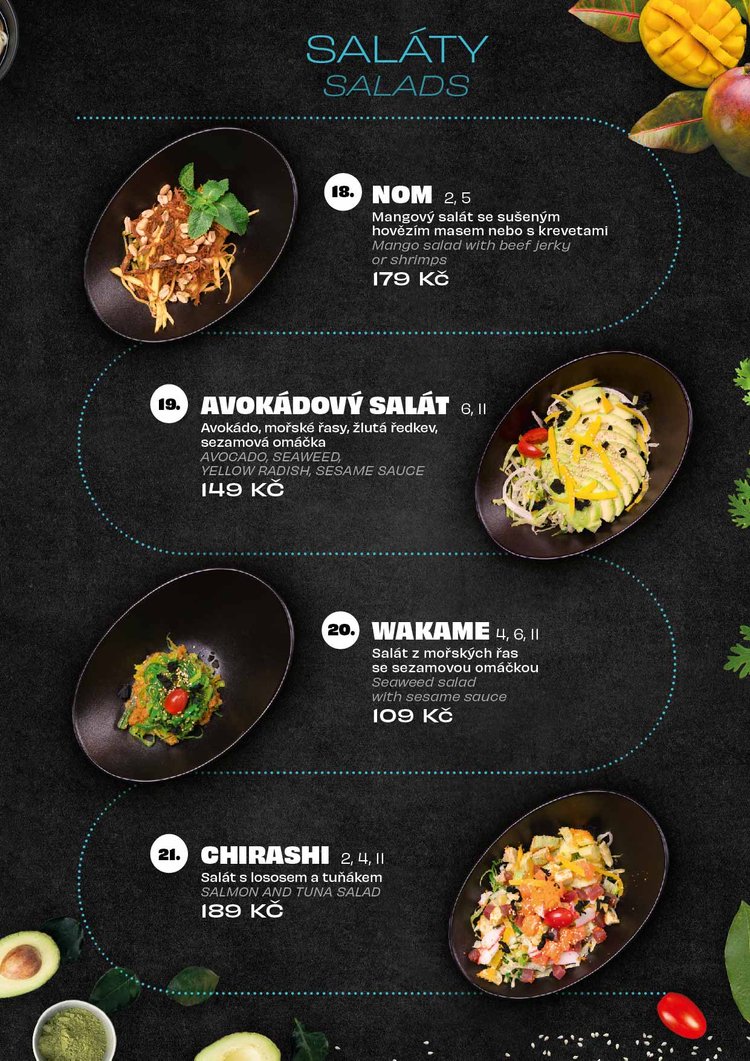 SALÁTY
SALADS
18. NOM 2, 5
Mangový salát se sušeným
hovězím masem nebo s krevetami
Mango salad with beef jerky
or shrimps
179 Kč
19. AVOKÁDOVÝ SALÁT 6, 11
Avokádo, mořské řasy, žlutá ředkev,
sezamová omáčka
AVOCADO, SEAWEED,
YELLOW RADISH, SESAME SAUCE
149 KČ
20. WAKAME 4, 6, 11
Salát z mořských řas
se sezamovou omáčkou
Seaweed salad
with sesame sauce
109 Kč
21. CHIRASHI 2, 4, 11
Salát s lososem a tuňákem
SALMON AND TUNA SALAD
189 KČ